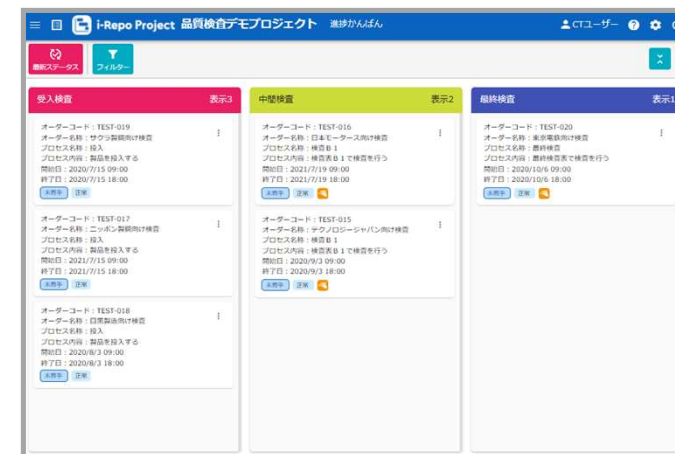 i-Repo Project 品質検査デモプロジェクト 進捗かんばん
CTユーザー
最新ステータス
フィルター
受入検査 表示3
オーダーコード：TEST-019
オーダー名称：サクラ製鋼向け検査
プロセス名称：投入
プロセス内容：製品を投入する
開始日：2020/7/15 09:00
終了日：2020/7/15 18:00
未着手 正常
オーダーコード：TEST-017
オーダー名称：ニッポン製鋼向け検査
プロセス名称：投入
プロセス内容：製品を投入する
開始日：2021/7/15 09:00
終了日：2021/7/15 18:00
未着手 正常
オーダーコード：TEST-018
オーダー名称：目黒製造向け検査
プロセス名称：投入
プロセス内容：製品を投入する
開始日：2020/8/3 09:00
終了日：2020/8/3 18:00
未着手 正常
中間検査 表示2
オーダーコード：TEST-016
オーダー名称：日本モータース向け検査
プロセス名称：検査B1
プロセス内容：検査表B1で検査を行う
開始日：2021/7/19 09:00
終了日：2021/7/19 18:00
未着手 正常
オーダーコード：TEST-015
オーダー名称：テクノロジージャパン向け検査
プロセス名称：検査B1
プロセス内容：検査表B1で検査を行う
開始日：2020/9/3 09:00
終了日：2020/9/3 18:00
未着手 正常
最終検査 表示1
オーダーコード：TEST-020
オーダー名称：東京電鉄向け検査
プロセス名称：最終検査
プロセス内容：最終検査表で検査を行う
開始日：2020/10/6 09:00
終了日：2020/10/6 18:00
未着手 正常